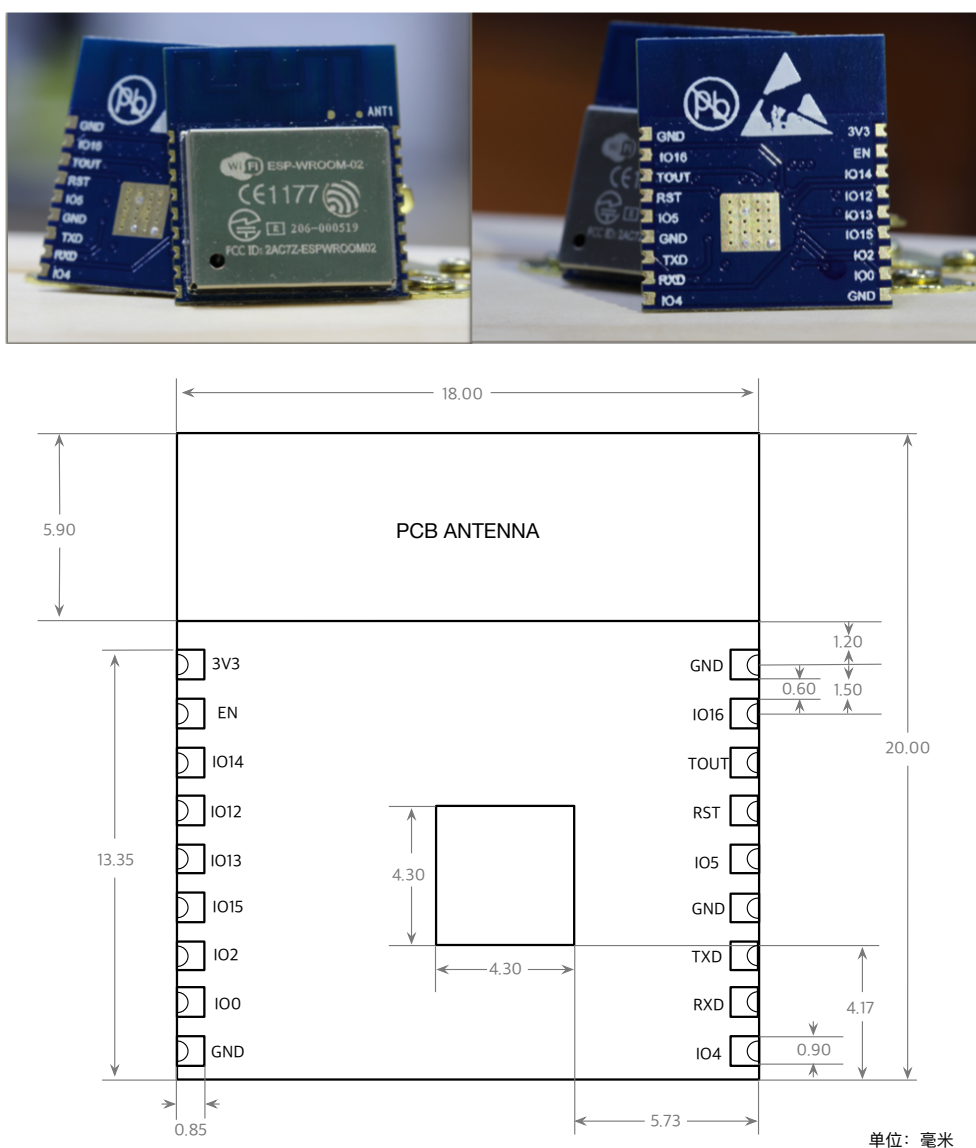 GND
IO16
TOUT
RST
IO5
GND
TXD
RXD
IO4
Pb
ANT1
Wi Fi ESP-WROOM-02
CE1177
R 206-000519
FCC ID: 2AC7Z-ESPWROOM02
Pb
GND
IO16
TOUT
RST
IO5
GND
TXD
RXD
IO4
3V3
EN
IO14
IO12
IO13
IO15
IO2
IO0
GND
18.00
5.90
PCB ANTENNA
1.20
3V3 GND
0.60 1.50
EN IO16
20.00
IO14 TOUT
IO12 RST
13.35 IO13 IO5
4.30
IO15 GND
IO2 TXD
4.30
IO0 RXD
4.17
GND IO4 0.90
0.85 5.73
单位：毫米